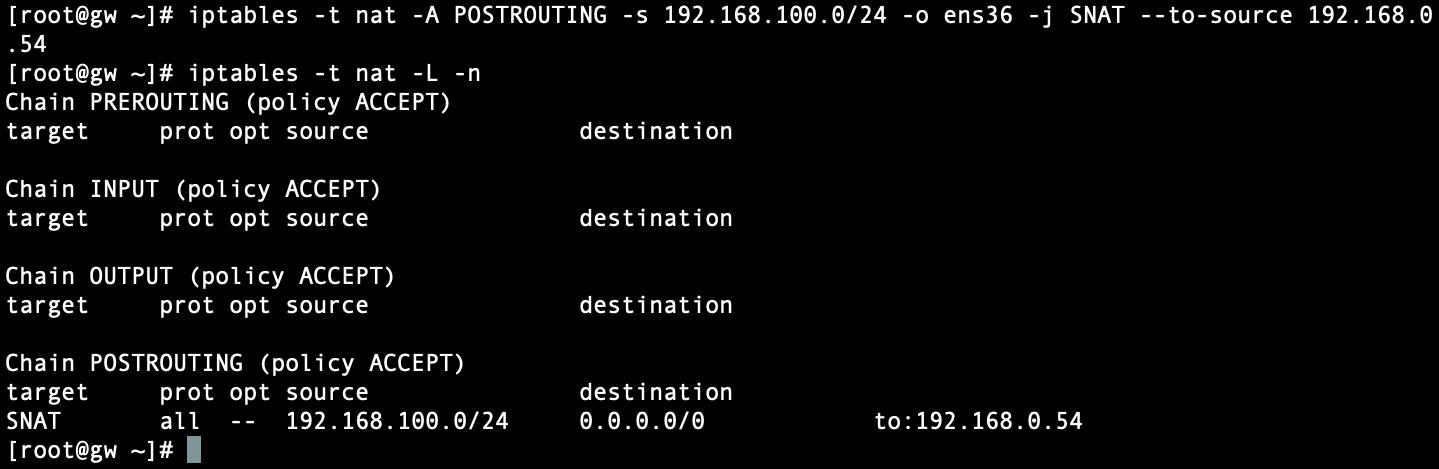 [root@gw ~]# iptables -t nat -A POSTROUTING -s 192.168.100.0/24 -o ens36 -j SNAT --to-source 192.168.0
.54
[root@gw ~]# iptables -t nat -L -n
Chain PREROUTING (policy ACCEPT)
target     prot opt source               destination

Chain INPUT (policy ACCEPT)
target     prot opt source               destination

Chain OUTPUT (policy ACCEPT)
target     prot opt source               destination

Chain POSTROUTING (policy ACCEPT)
target     prot opt source               destination
SNAT       all  --  192.168.100.0/24     0.0.0.0/0            to:192.168.0.54
[root@gw ~]#